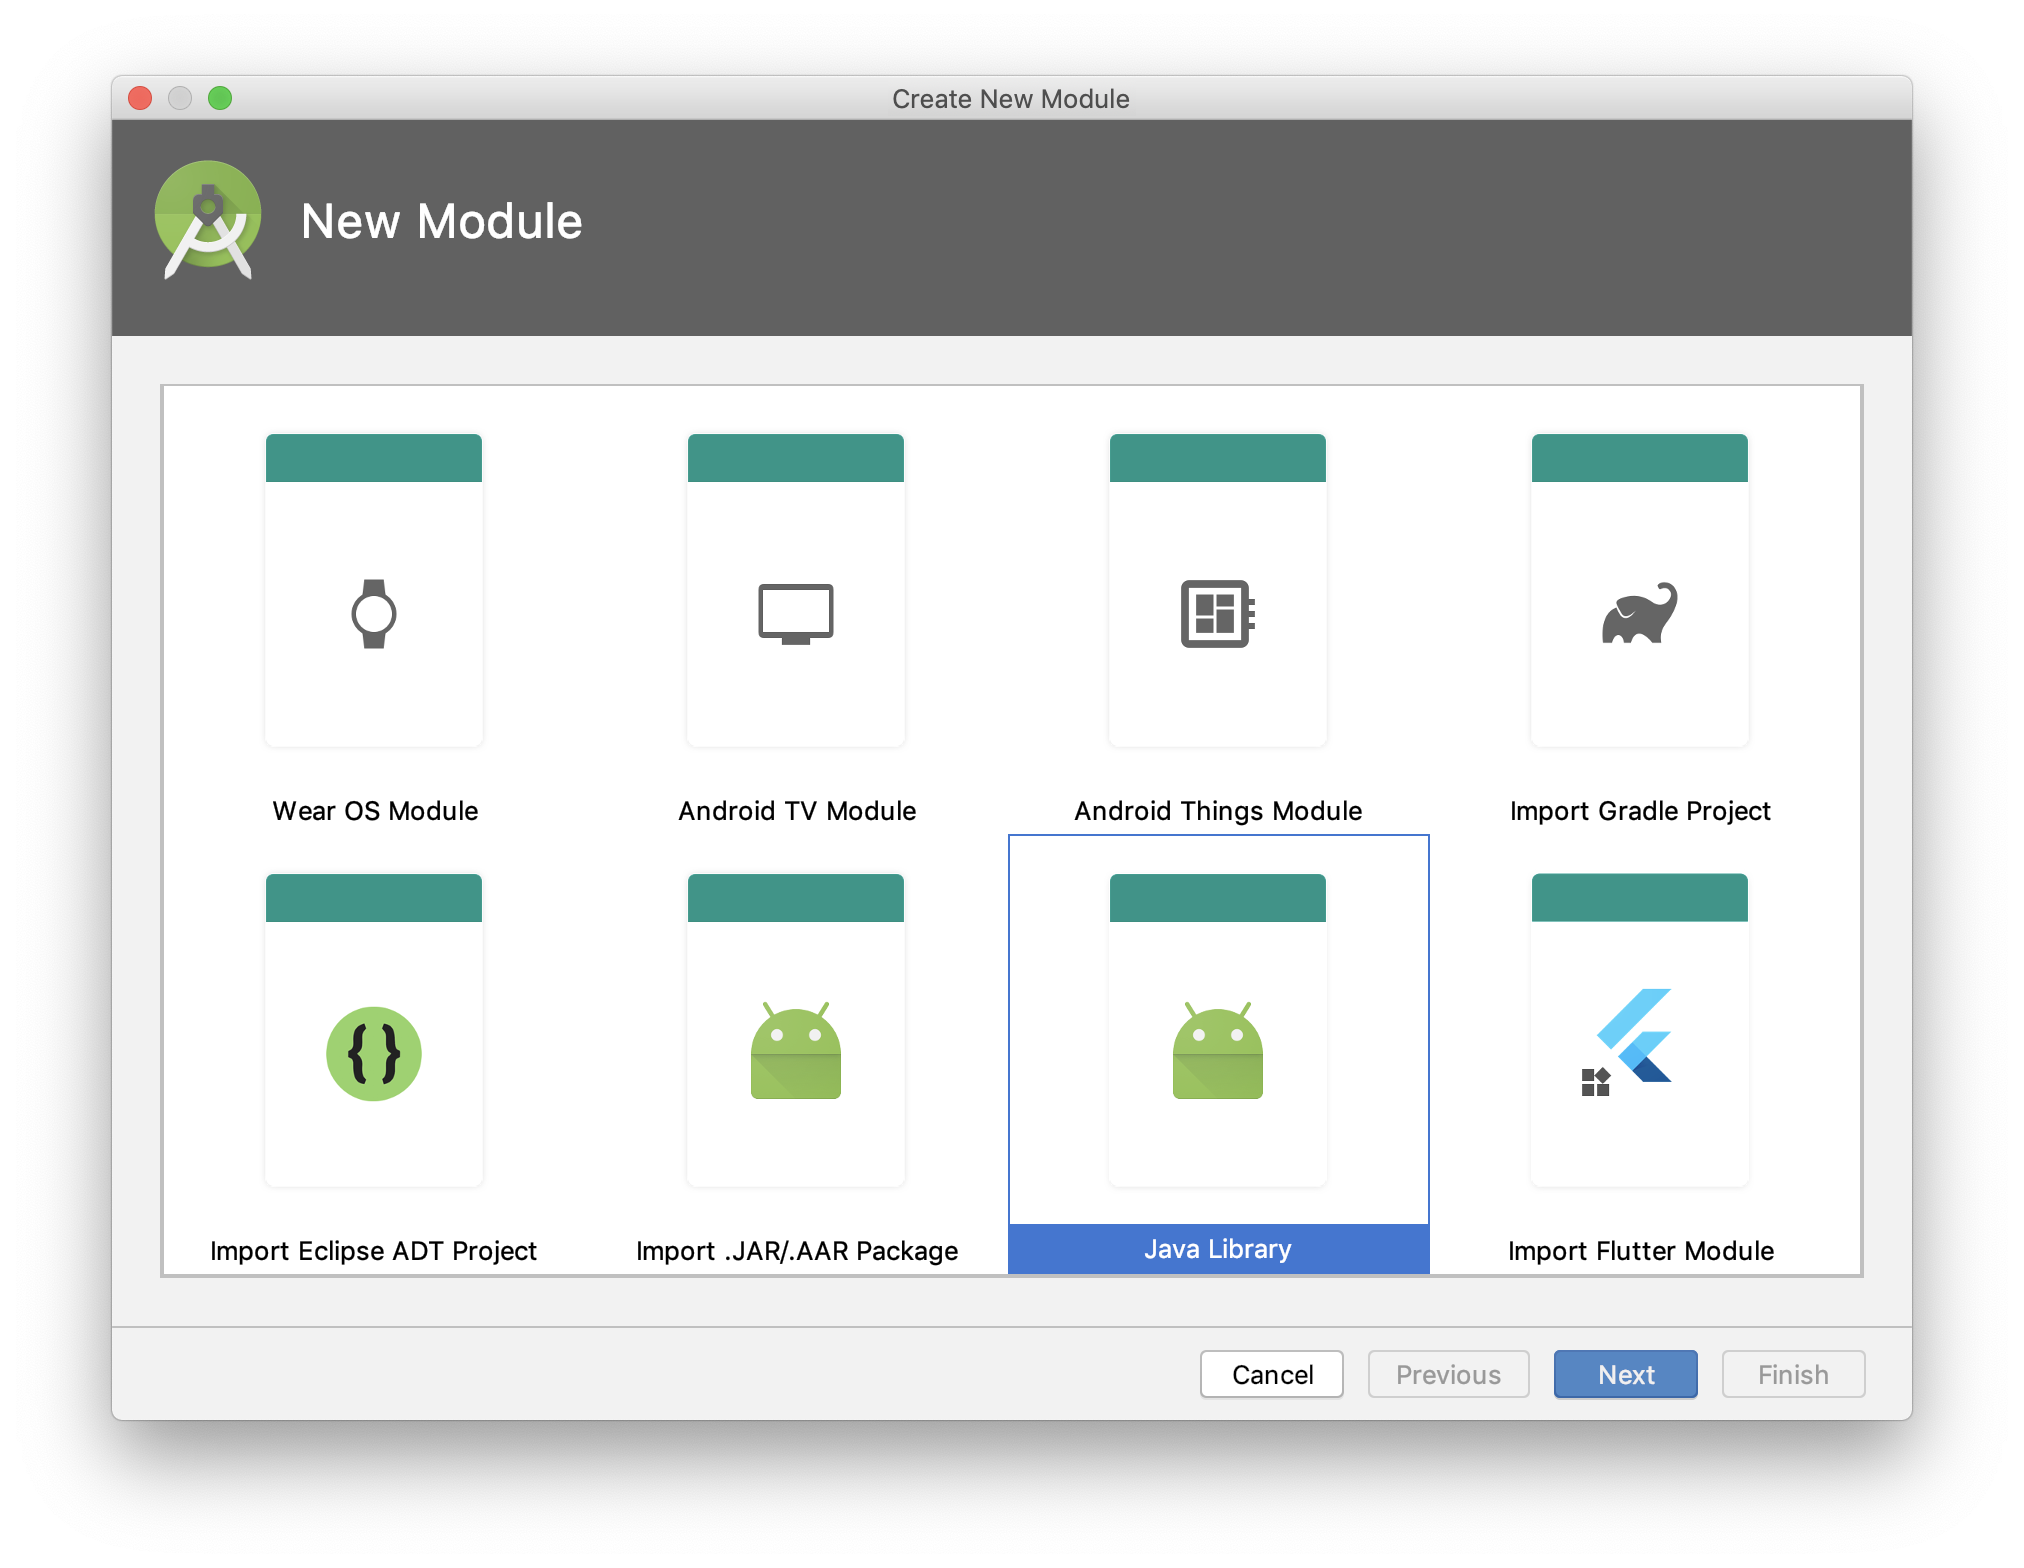 Create New Module
New Module
Wear OS Module
Android TV Module
Android Things Module
Import Gradle Project
{}
Import Eclipse ADT Project
Import .JAR/.AAR Package
Java Library
Import Flutter Module
Cancel
Previous
Next
Finish